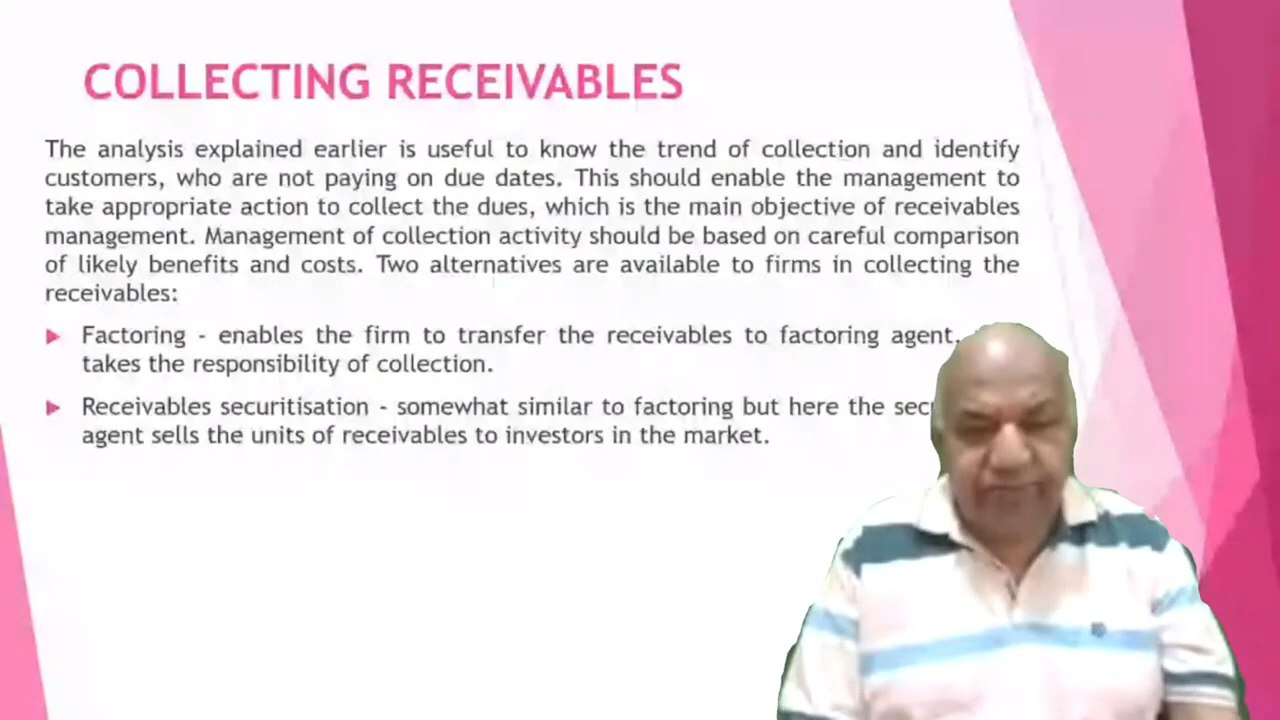 COLLECTING RECEIVABLES
The analysis explained earlier is useful to know the trend of collection and identify
customers, who are not paying on due dates. This should enable the management to
take appropriate action to collect the dues, which is the main objective of receivables
management. Management of collection activity should be based on careful comparison
of likely benefits and costs. Two alternatives are available to firms in collecting the
receivables:
Factoring - enables the firm to transfer the receivables to factoring agent.
takes the responsibility of collection.
Receivables securitisation - somewhat similar to factoring but here the
agent sells the units of receivables to investors in the market.